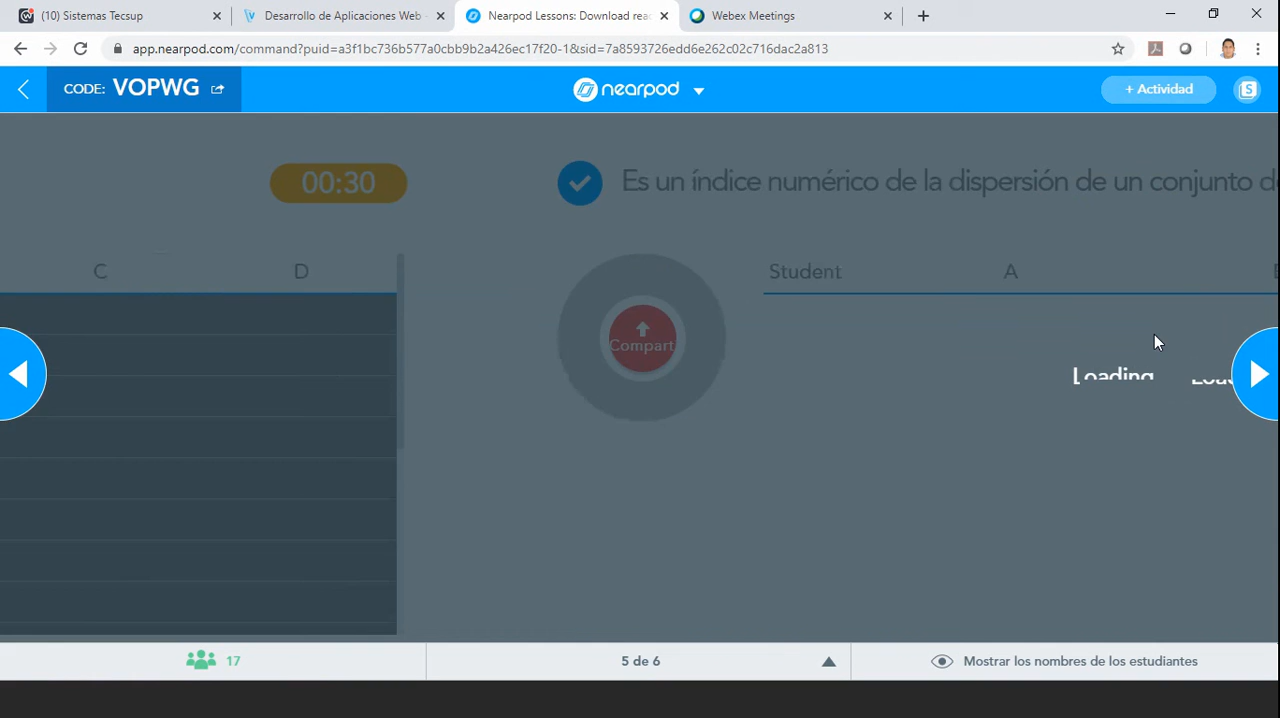 (10) Sistemas Tecsup
Desarrollo de Aplicaciones Web -
Nearpod Lessons: Download rea
Webex Meetings
app.nearpod.com/command?puid=a3f1bc736b577a0cbb9b2a426ec17f20-1&sid=7a8593726edd6e262c02c716dac2a813
CODE: VOPWG
nearpod
+ Actividad
S
00:30
Es un índice numérico de la dispersión de un conjunto d
C D
Student A
Compart
Loading
17
5 de 6
Mostrar los nombres de los estudiantes